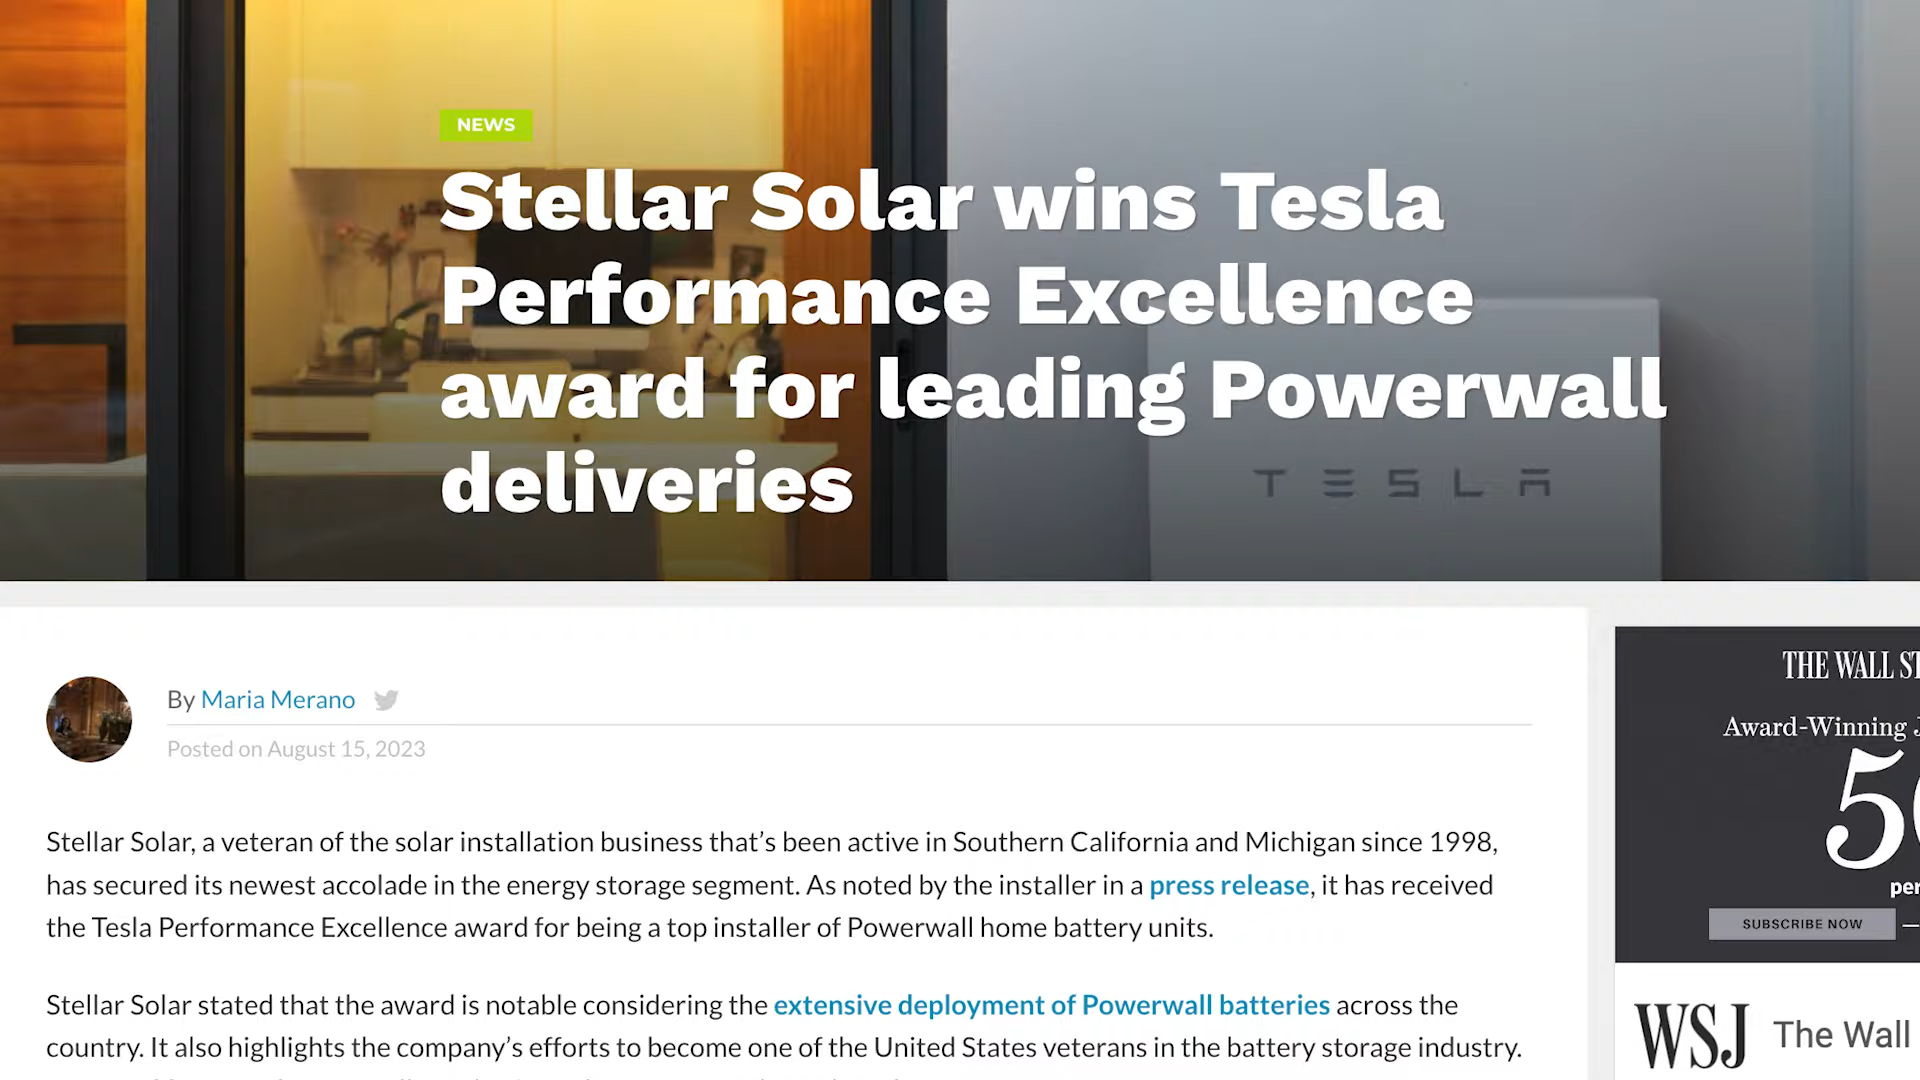 NEWS
Stellar Solar wins Tesla
Performance Excellence
award for leading Powerwall
deliveries
TESLA
By Maria Merano
Posted on August 15, 2023
Stellar Solar, a veteran of the solar installation business that’s been active in Southern California and Michigan since 1998,
has secured its newest accolade in the energy storage segment. As noted by the installer in a press release, it has received
the Tesla Performance Excellence award for being a top installer of Powerwall home battery units.
Stellar Solar stated that the award is notable considering the extensive deployment of Powerwall batteries across the
country. It also highlights the company’s efforts to become one of the United States veterans in the battery storage industry.
THE WALL ST
Award-Winning J
5
per
SUBSCRIBE NOW
WSJ The Wall